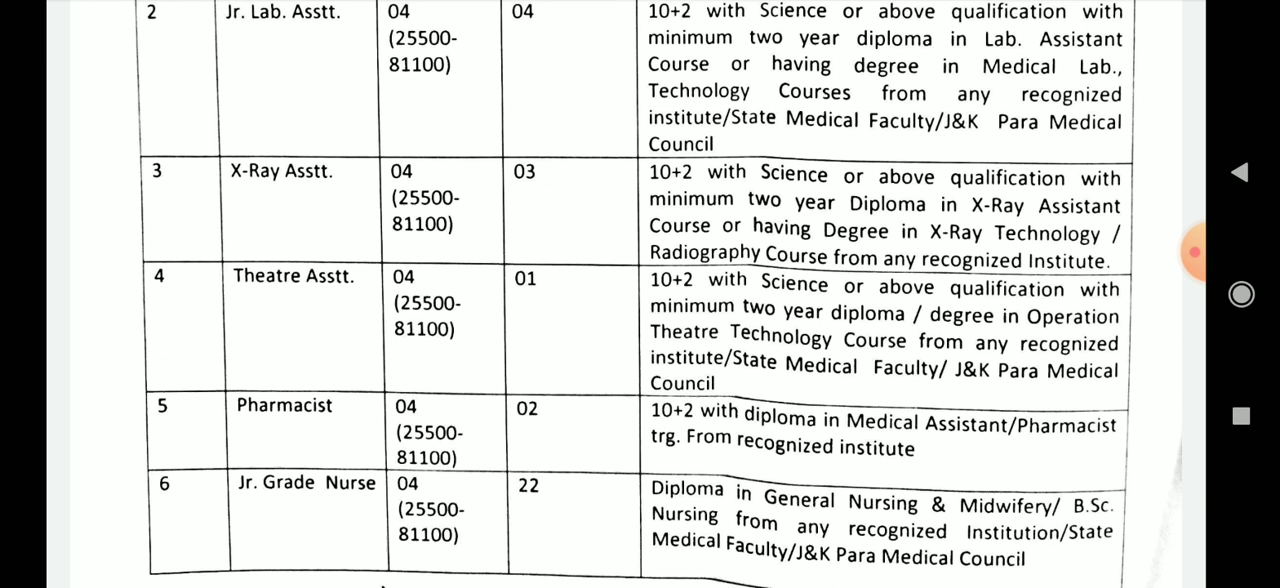 2 Jr. Lab. Asstt. 04 04 10+2 with Science or above qualification with
(25500- minimum two year diploma in Lab. Assistant
81100) Course or having degree in Medical Lab.,
Technology Courses from any recognized
institute/State Medical Faculty/J&K Para Medical
Council
3 X-Ray Asstt. 04 03 10+2 with Science or above qualification with
(25500- minimum two year Diploma in X-Ray Assistant
81100) Course or having Degree in X-Ray Technology /
Radiography Course from any recognized Institute.
4 Theatre Asstt. 04 01 10+2 with Science or above qualification with
(25500- minimum two year diploma / degree in Operation
81100) Theatre Technology Course from any recognized
institute/State Medical Faculty/ J&K Para Medical
Council
5 Pharmacist 04 02 10+2 with diploma in Medical Assistant/Pharmacist
(25500- trg. From recognized institute
81100)
6 Jr. Grade Nurse 04 22 Diploma in General Nursing & Midwifery/ B.Sc.
(25500- Nursing from any recognized Institution/State
81100) Medical Faculty/J&K Para Medical Council